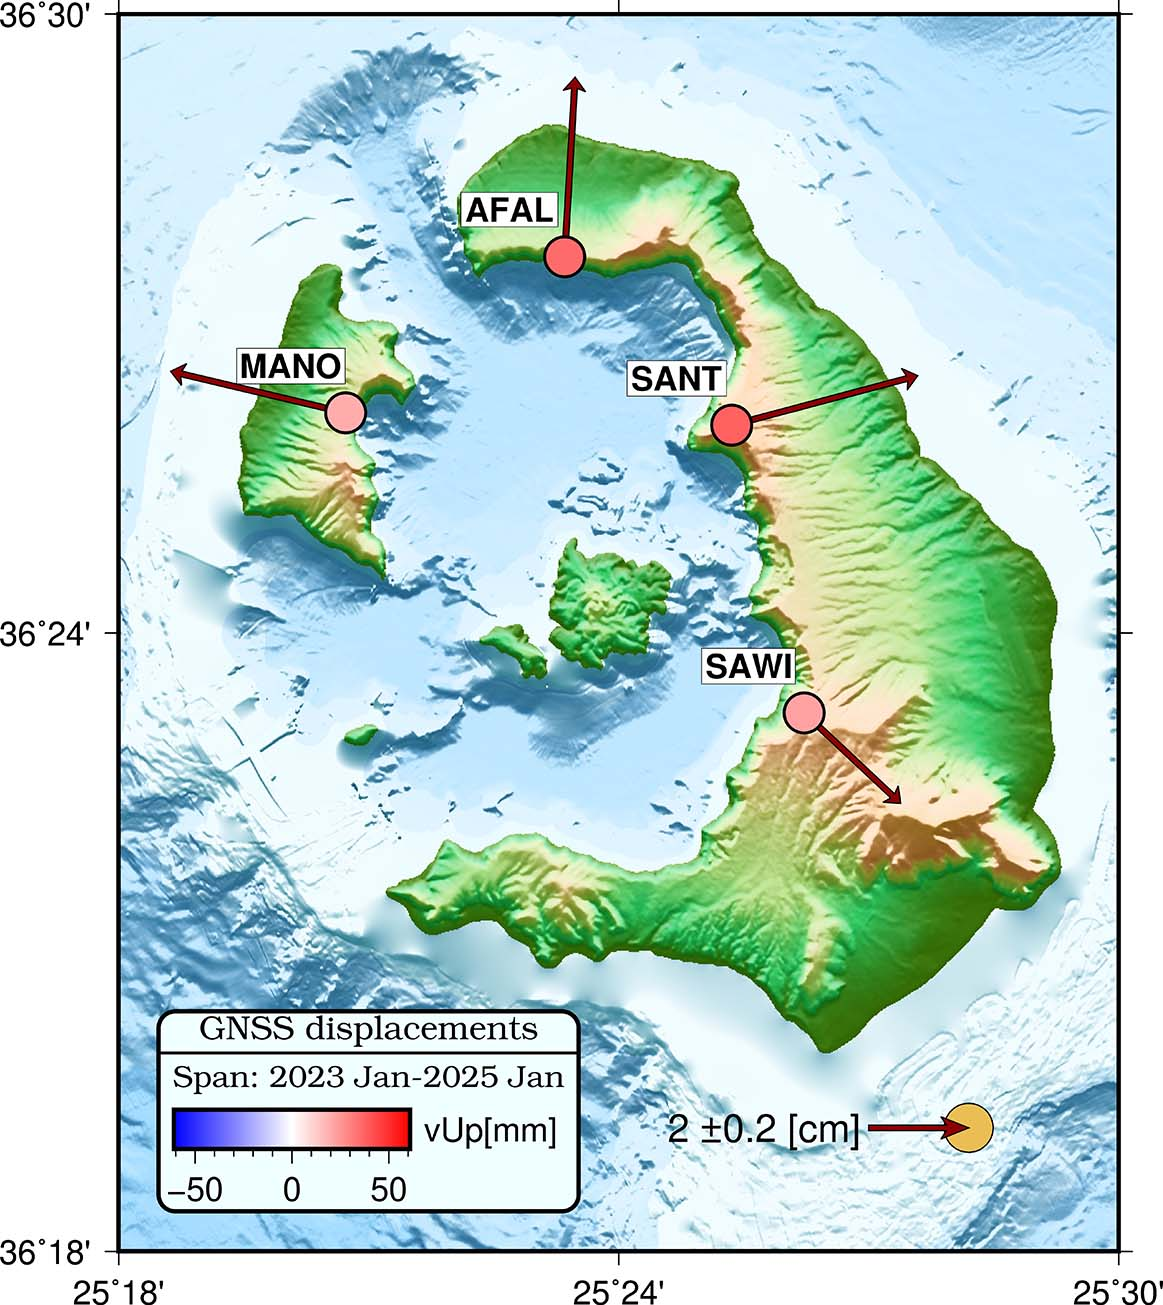 36°30'
AFAL
MANO
SANT
36°24'
SAWI
GNSS displacements
Span: 2023 Jan-2025 Jan
vUp[mm]
−50 0 50
2 ±0.2 [cm]
36°18'
25°18' 25°24' 25°30'